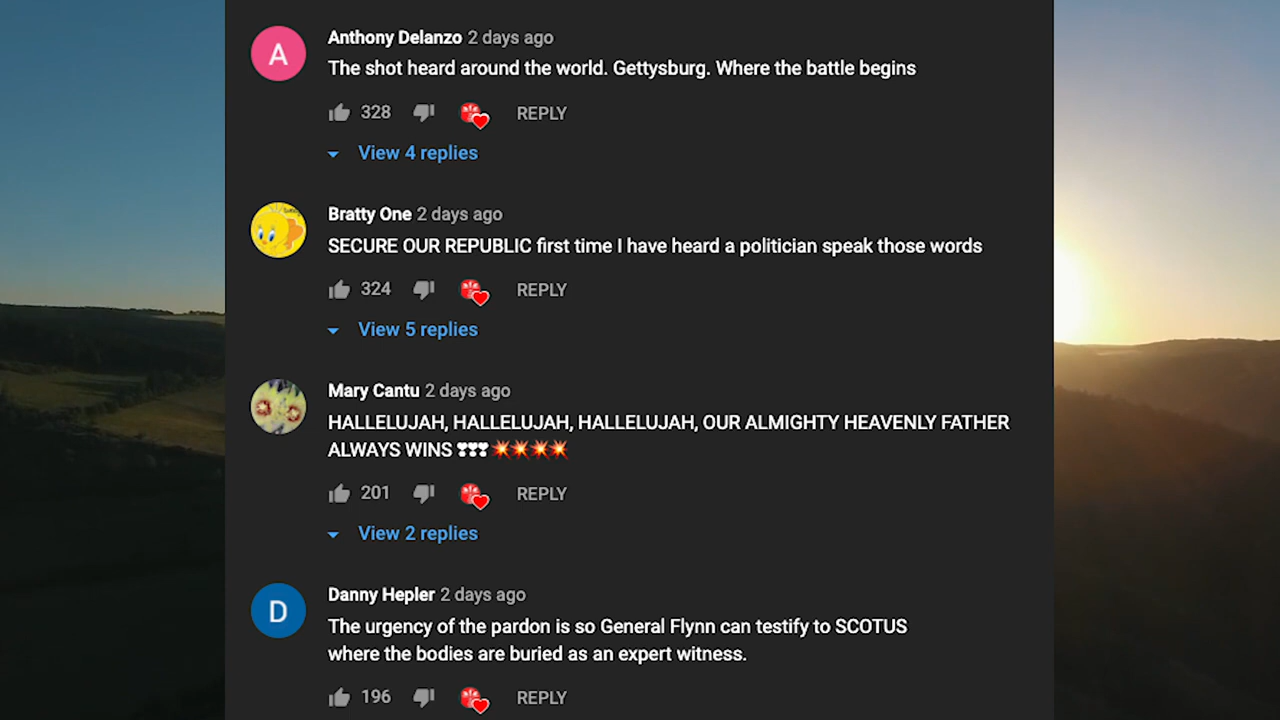 Anthony Delanzo 2 days ago
The shot heard around the world. Gettysburg. Where the battle begins
328 REPLY
View 4 replies
Bratty One 2 days ago
SECURE OUR REPUBLIC first time I have heard a politician speak those words
324 REPLY
View 5 replies
Mary Cantu 2 days ago
HALLELUJAH, HALLELUJAH, HALLELUJAH, OUR ALMIGHTY HEAVENLY FATHER
ALWAYS WINS ❣❣❣💥💥💥💥
201 REPLY
View 2 replies
Danny Hepler 2 days ago
The urgency of the pardon is so General Flynn can testify to SCOTUS
where the bodies are buried as an expert witness.
196 REPLY
A
D